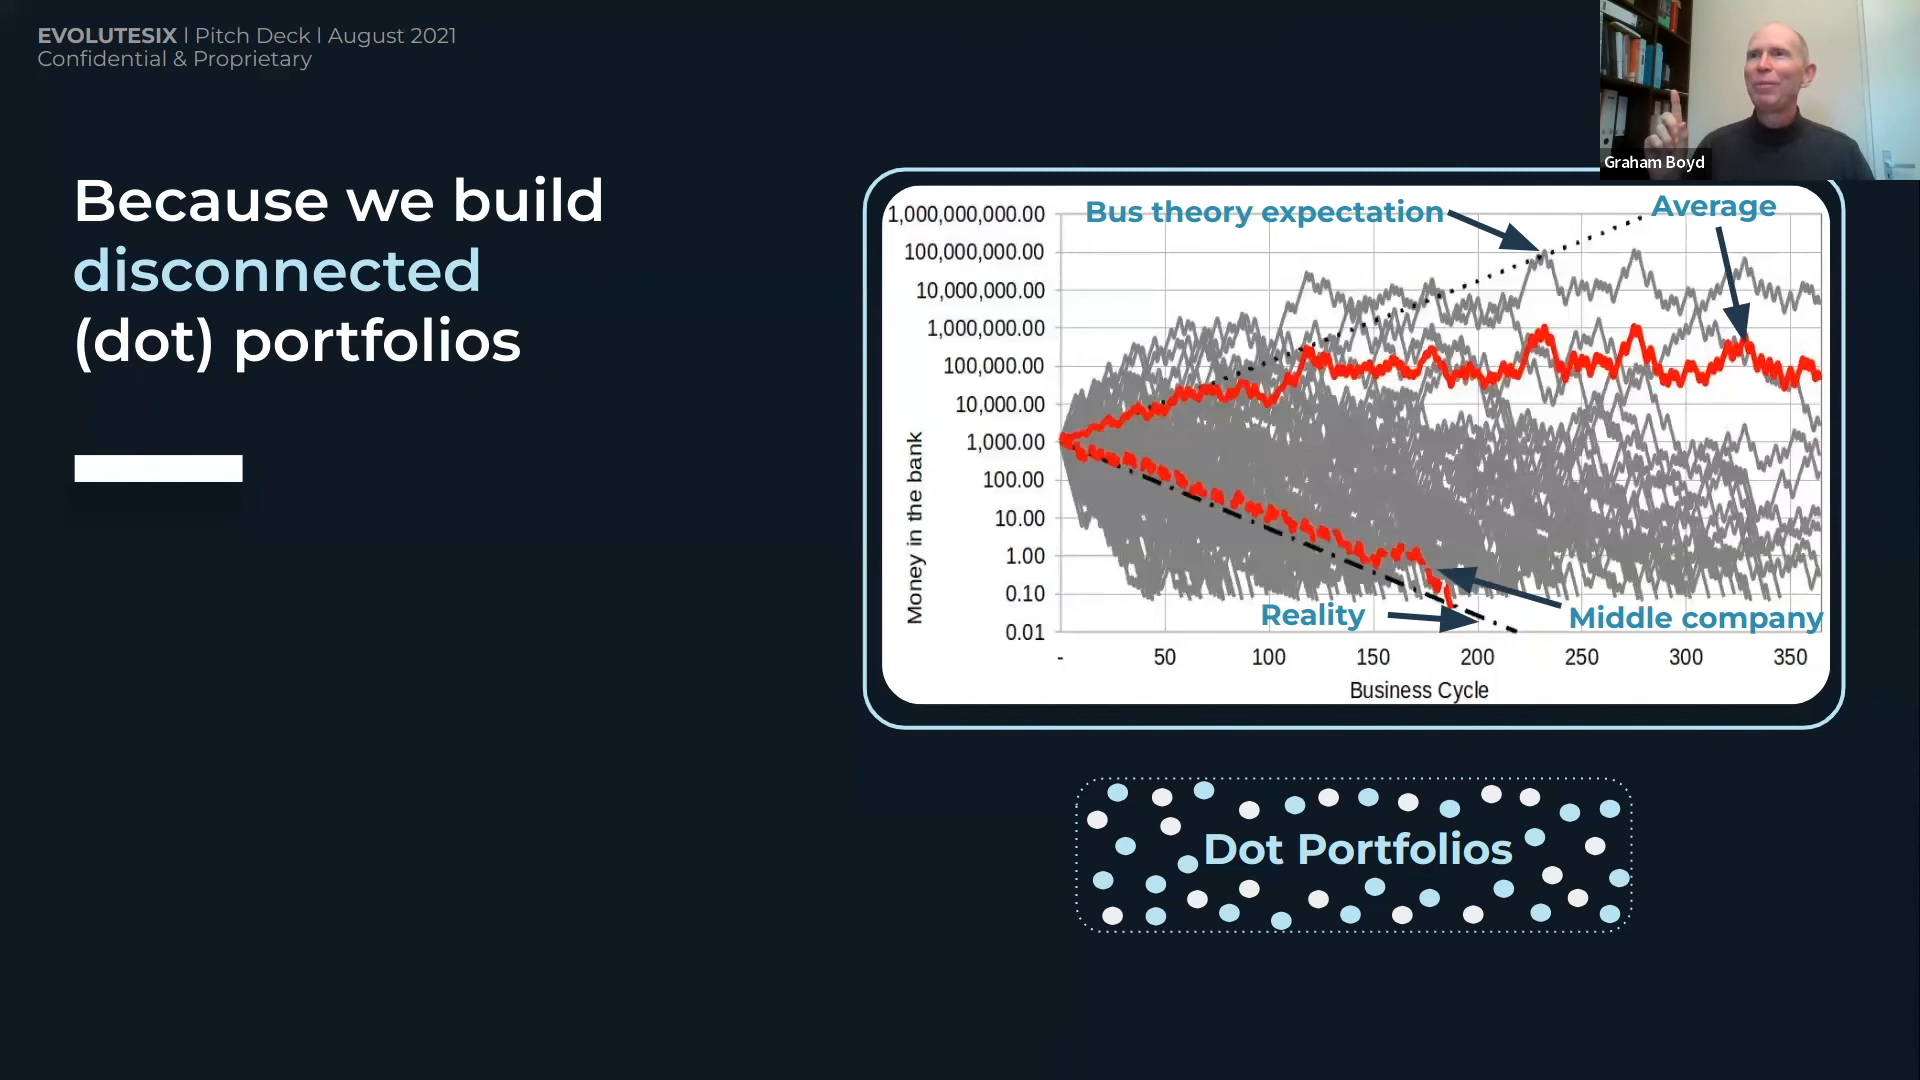 EVOLUTESIX | Pitch Deck | August 2021
Confidential & Proprietary
Graham Boyd
Because we build
disconnected
(dot) portfolios
Bus theory expectation
Average
1,000,000,000.00
100,000,000.00
10,000,000.00
1,000,000.00
100,000.00
10,000.00
1,000.00
100.00
10.00
1.00
0.10
0.01
Money in the bank
Reality
Middle company
- 50 100 150 200 250 300 350
Business Cycle
Dot Portfolios